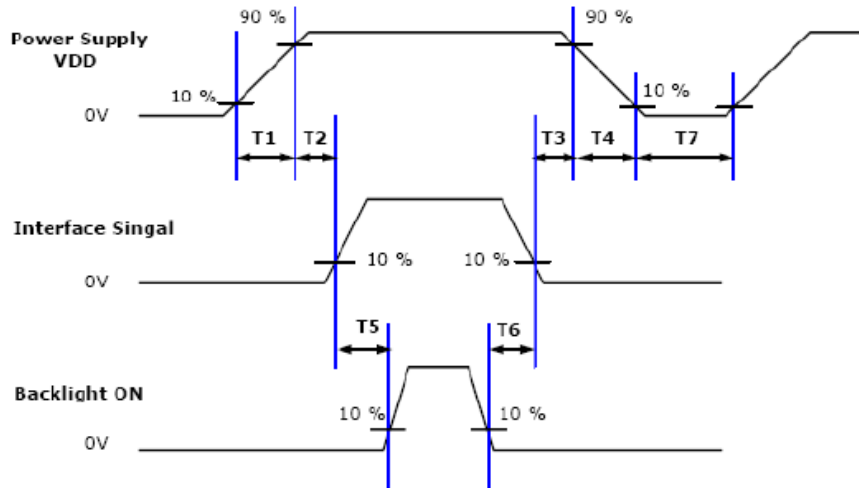 90 %
90 %
Power Supply
VDD
10 %
10 %
0V
T1
T2
T3
T4
T7
Interface Singal
10 %
10 %
0V
T5
T6
Backlight ON
10 %
10 %
0V